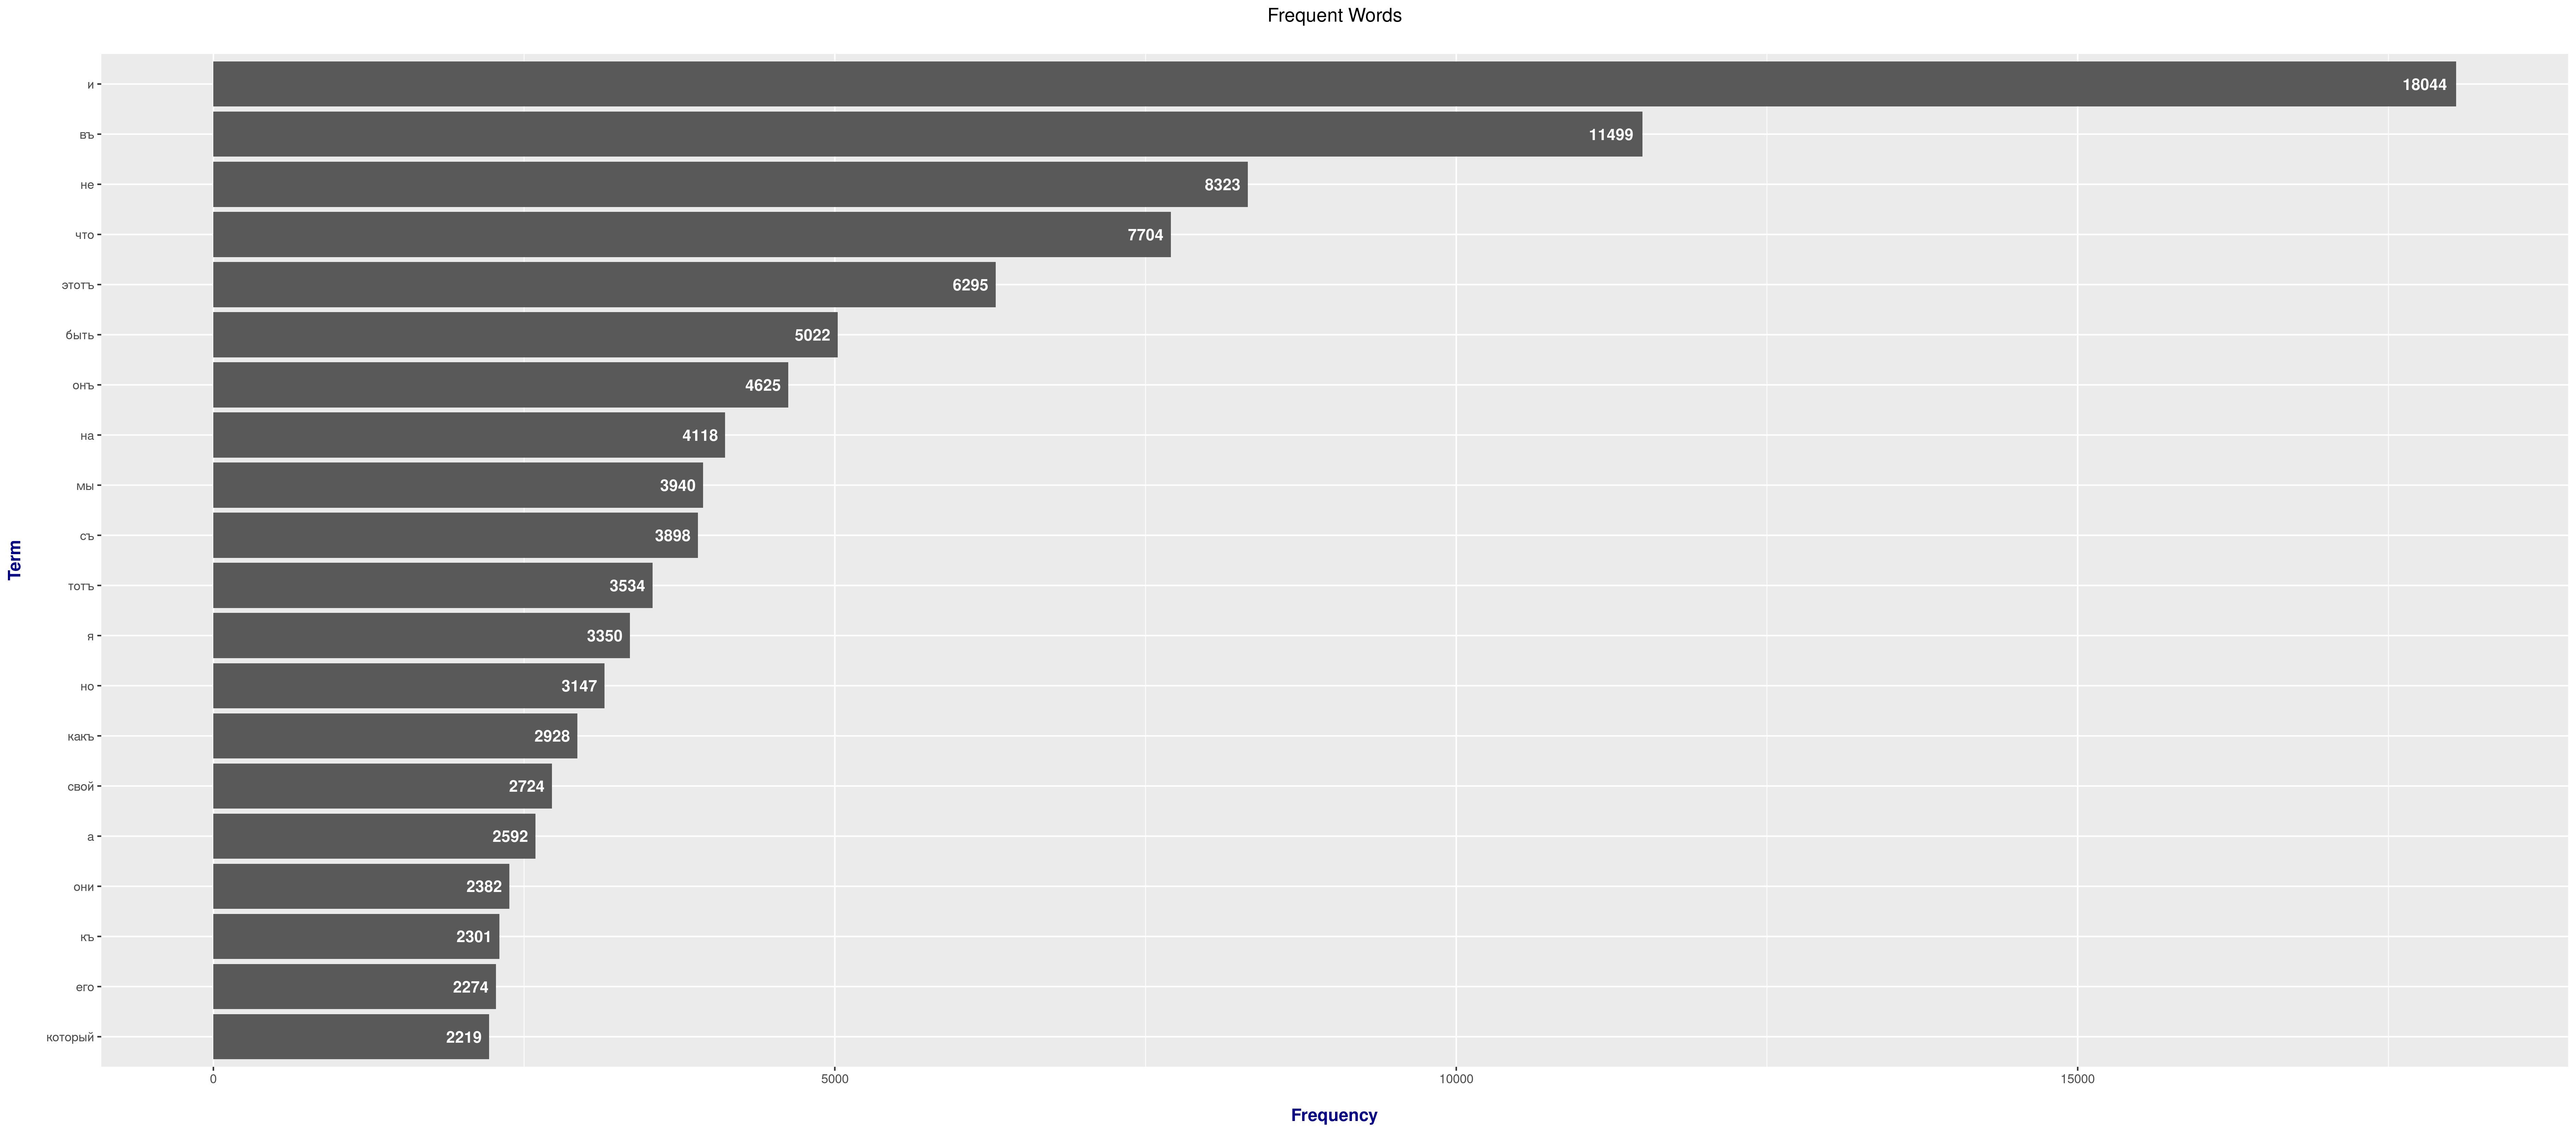 Frequent Words
и 18044
въ 11499
не 8323
что 7704
этотъ 6295
быть 5022
онъ 4625
на 4118
мы 3940
съ 3898
тотъ 3534
я 3350
но 3147
какъ 2928
свой 2724
а 2592
они 2382
къ 2301
его 2274
который 2219
0 5000 10000 15000
Term
Frequency